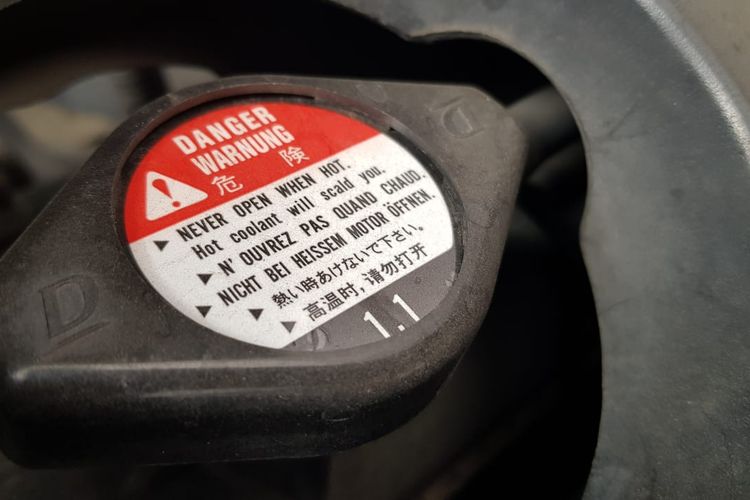 DANGER
WARNUNG
危 険
NEVER OPEN WHEN HOT.
Hot coolant will scald you.
N' OUVREZ PAS QUAND CHAUD.
NICHT BEI HEISSEM MOTOR ÖFFNEN.
熱い時あけないで下さい。
高温时, 请勿打开
1.1
D
D